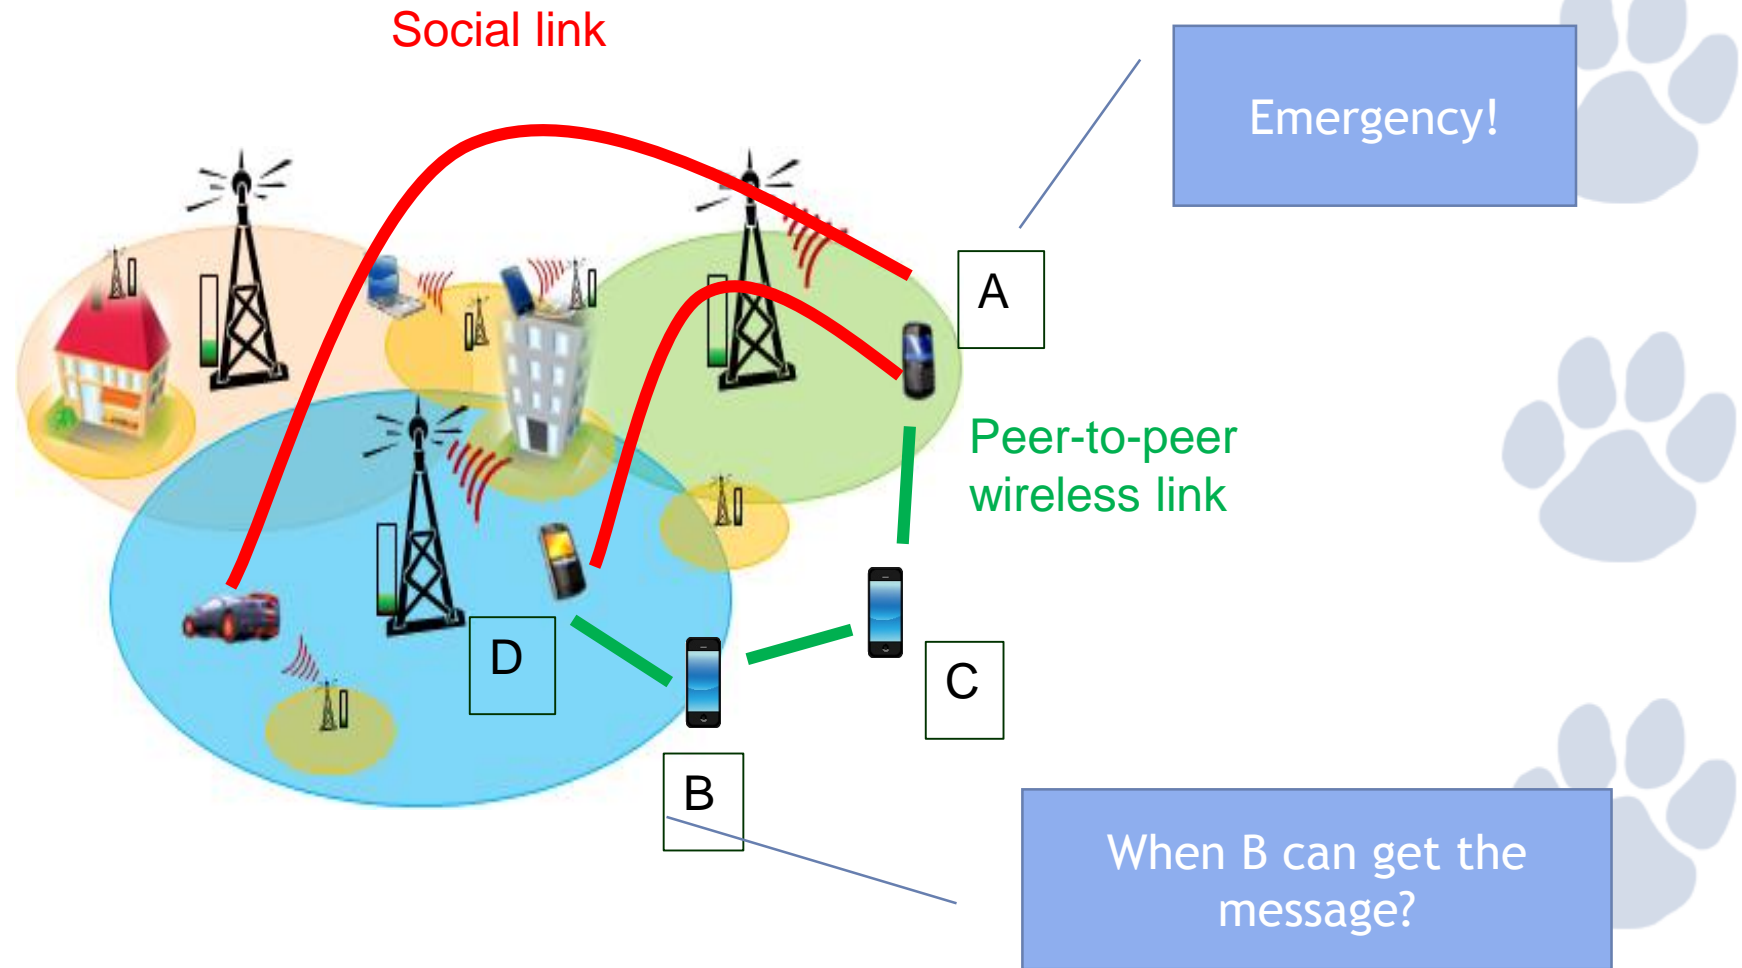 Social link
Emergency!
A
Peer-to-peer
wireless link
D
C
B
When B can get the
message?